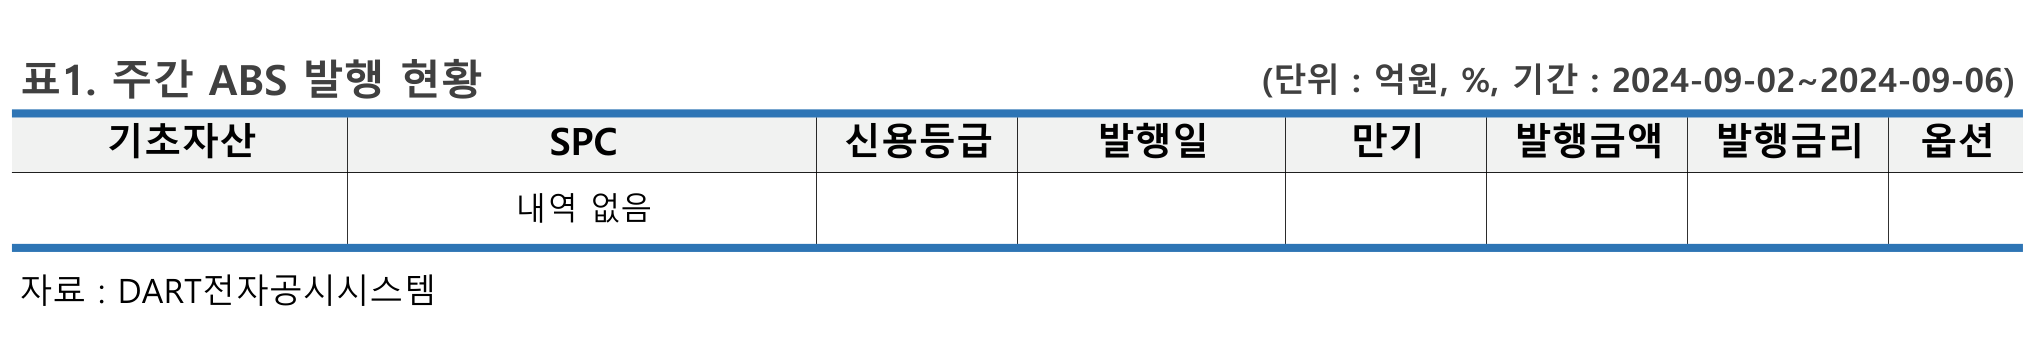 표1. 주간 ABS 발행 현황 (단위 : 억원, %, 기간 : 2024-09-02~2024-09-06)
기초자산 SPC 신용등급 발행일 만기 발행금액 발행금리 옵션
내역 없음
자료 : DART전자공시시스템